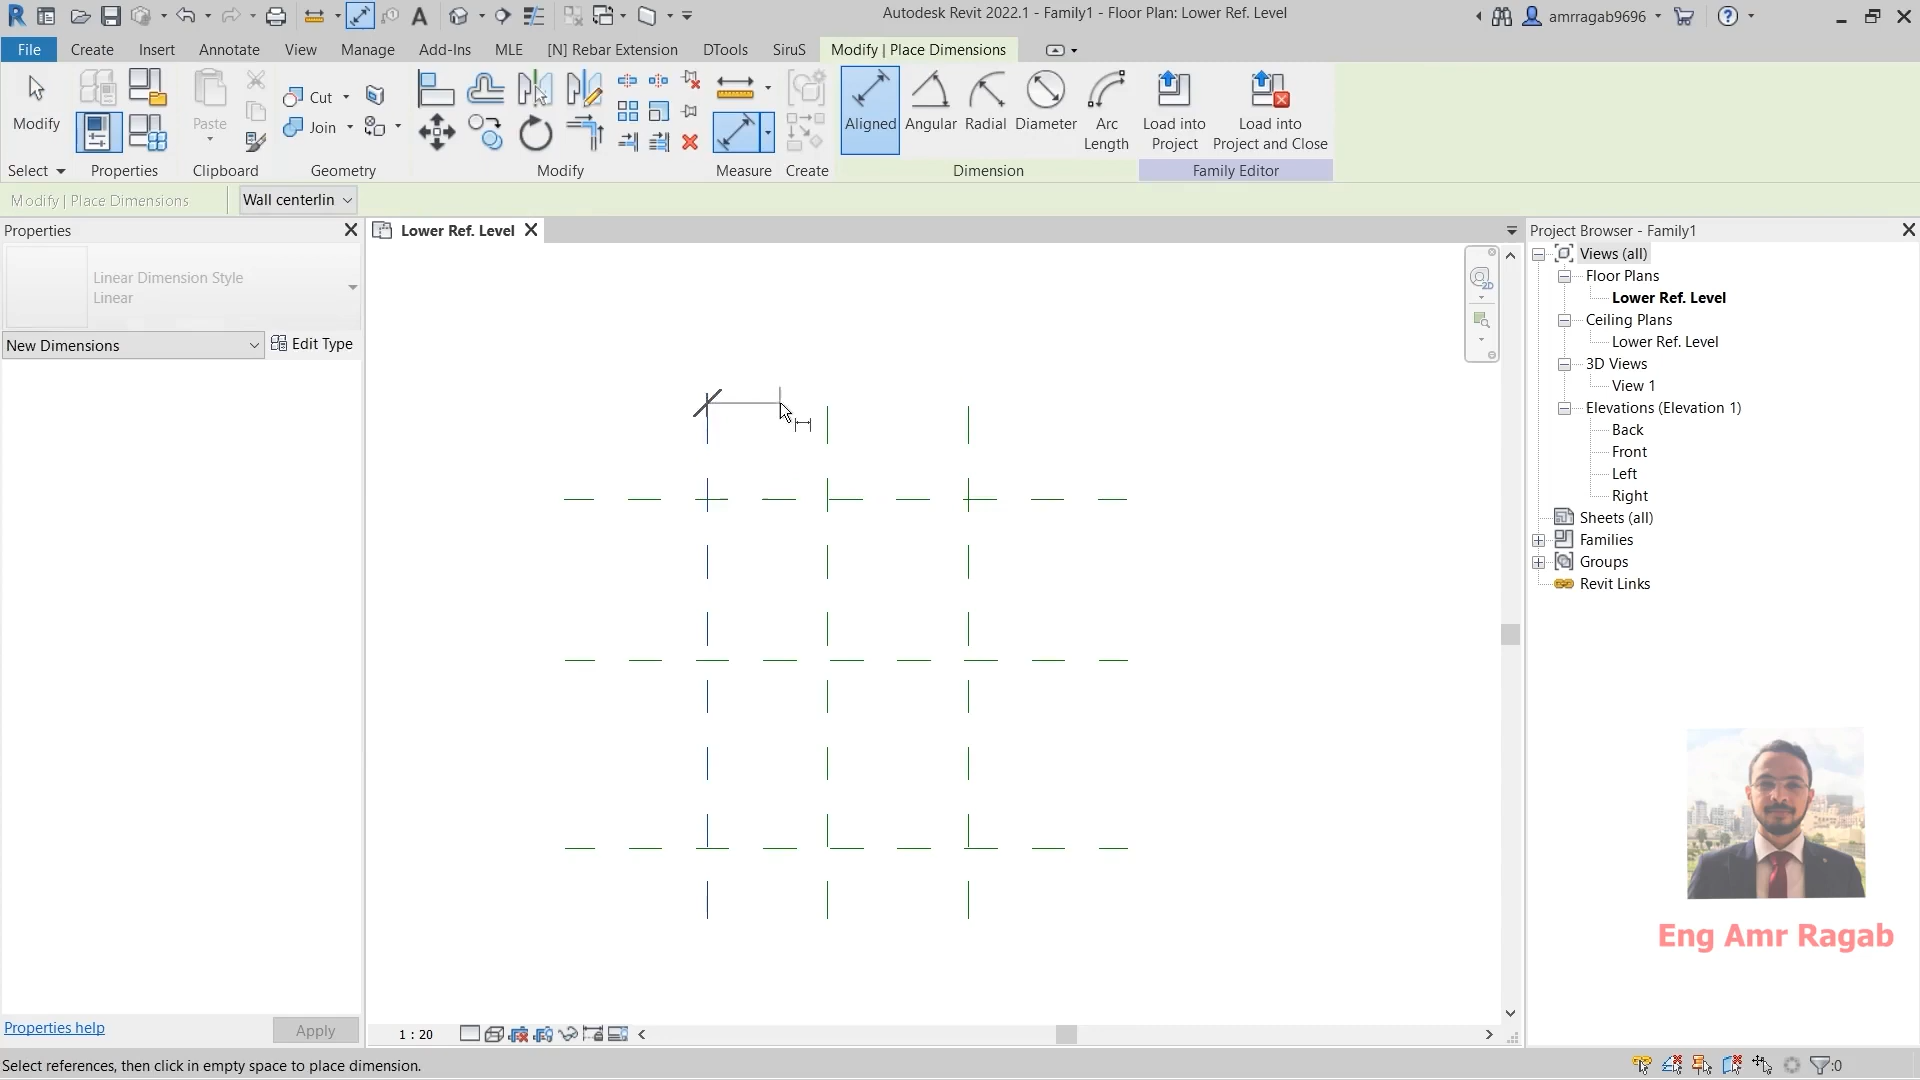 Autodesk Revit 2022.1 - Family1 - Floor Plan: Lower Ref. Level
amrragab9696
File Create Insert Annotate View Manage Add-Ins MLE [N] Rebar Extension DTools SiruS Modify | Place Dimensions
Modify
Paste
Cut
Join
Aligned Angular Radial Diameter Arc Length Load into Project Load into Project and Close
Select Properties Clipboard Geometry Modify Measure Create Dimension Family Editor
Modify | Place Dimensions Wall centerlin
Properties
Linear Dimension Style
Linear
New Dimensions Edit Type
Properties help Apply
Lower Ref. Level
2D
1 : 20
Project Browser - Family1
Views (all)
Floor Plans
Lower Ref. Level
Ceiling Plans
Lower Ref. Level
3D Views
View 1
Elevations (Elevation 1)
Back
Front
Left
Right
Sheets (all)
Families
Groups
Revit Links
Eng Amr Ragab
Select references, then click in empty space to place dimension.
:0